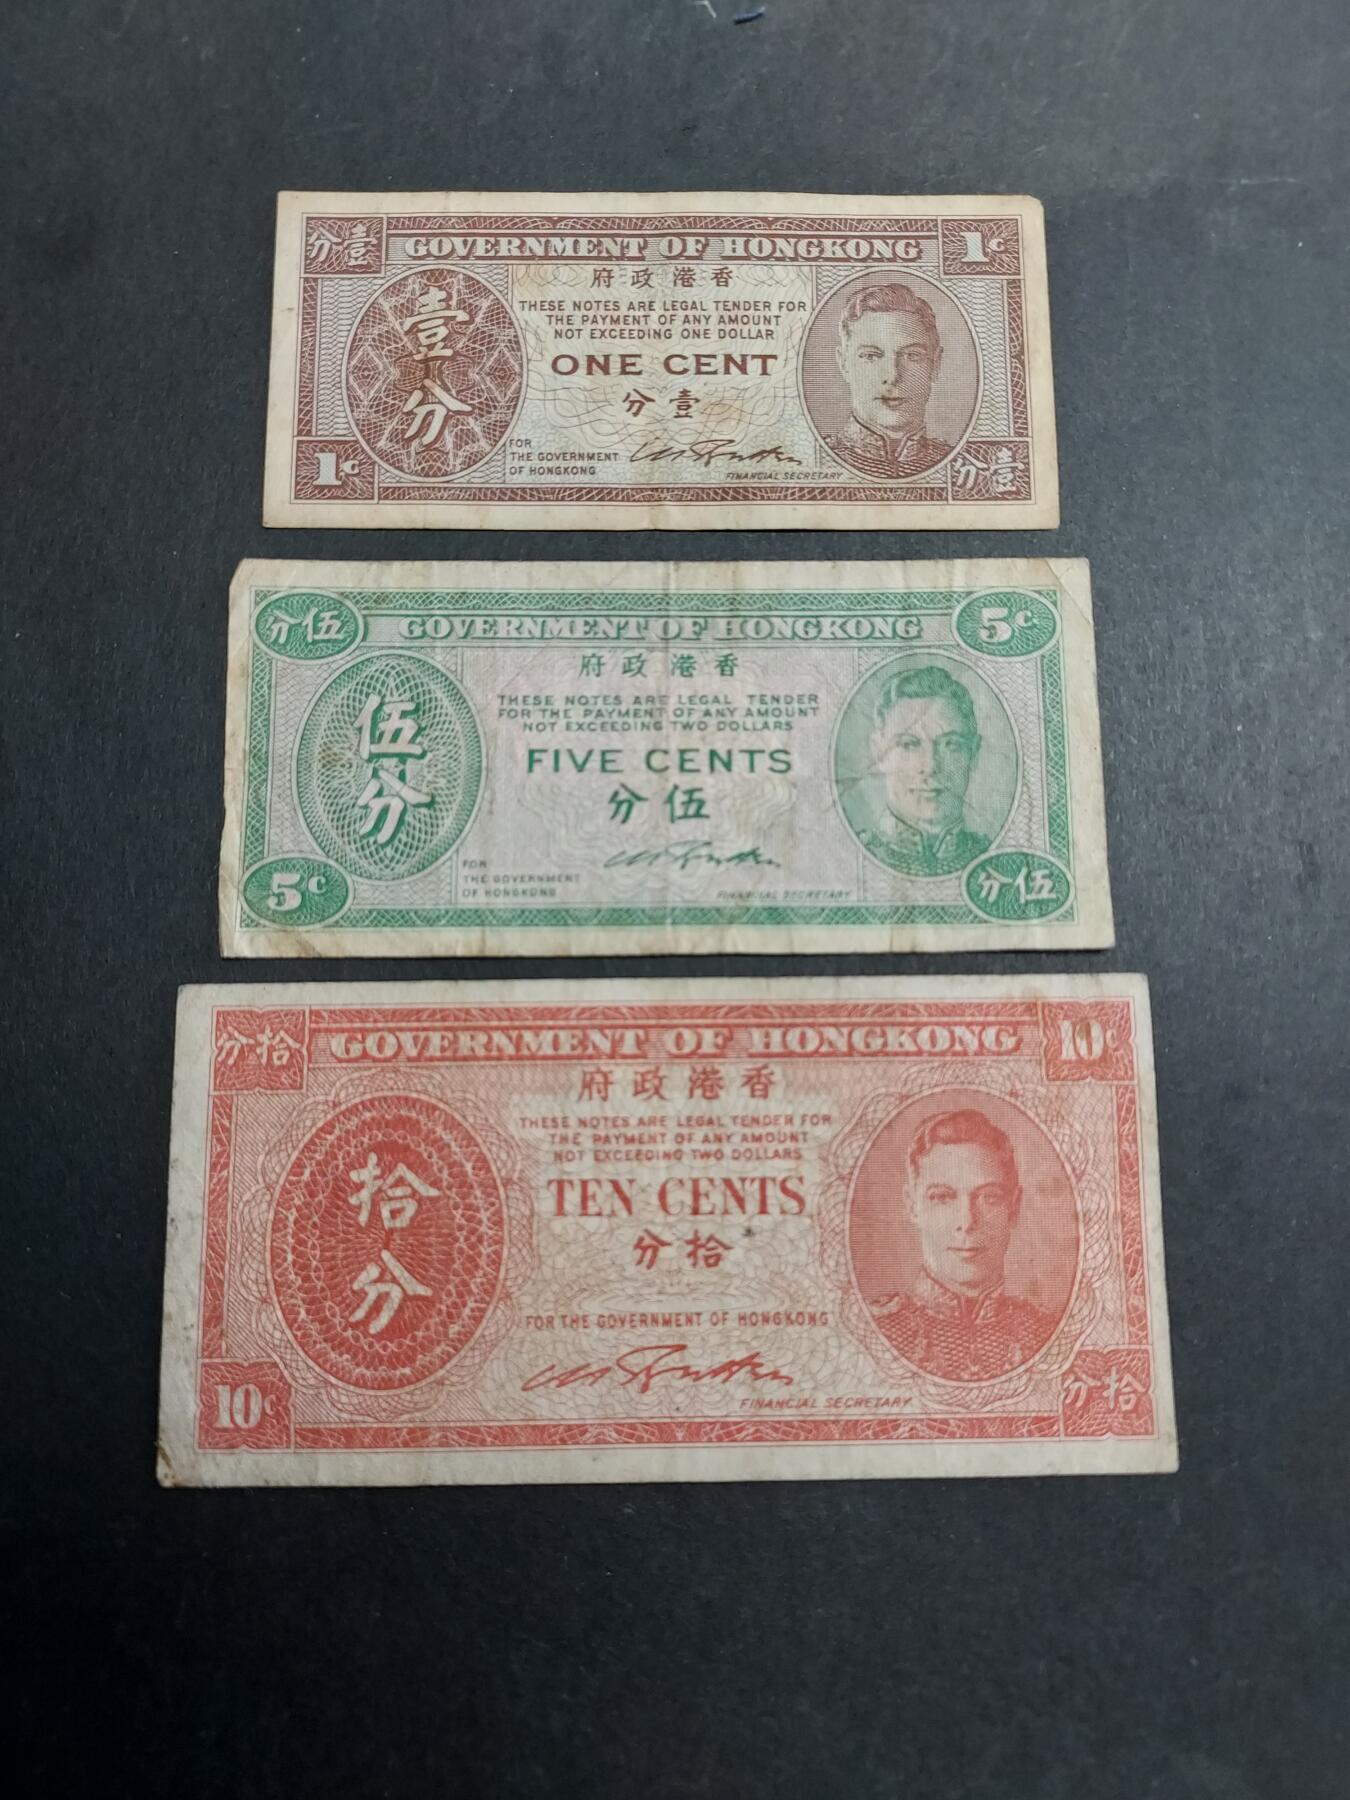 分壹 GOVERNMENT OF HONGKONG 1c
府政港香
THESE NOTES ARE LEGAL TENDER FOR
THE PAYMENT OF ANY AMOUNT
NOT EXCEEDING ONE DOLLAR
壹
分
ONE CENT
分壹
FOR
THE GOVERNMENT
OF HONGKONG
FINANCIAL SECRETARY
1c
分壹
分伍 GOVERNMENT OF HONGKONG 5c.
府政港香
THESE NOTES ARE LEGAL TENDER
FOR THE PAYMENT OF ANY AMOUNT
NOT EXCEEDING TWO DOLLARS
伍
分
FIVE CENTS
分伍
FOR
THE GOVERNMENT
OF HONGKONG
FINANCIAL SECRETARY
5c
分伍
分拾 GOVERNMENT OF HONGKONG 10c
府政港香
THESE NOTES ARE LEGAL TENDER FOR
THE PAYMENT OF ANY AMOUNT
NOT EXCEEDING TWO DOLLARS
拾
分
TEN CENTS
分拾
FOR THE GOVERNMENT OF HONGKONG
FINANCIAL SECRETARY
10c
分拾